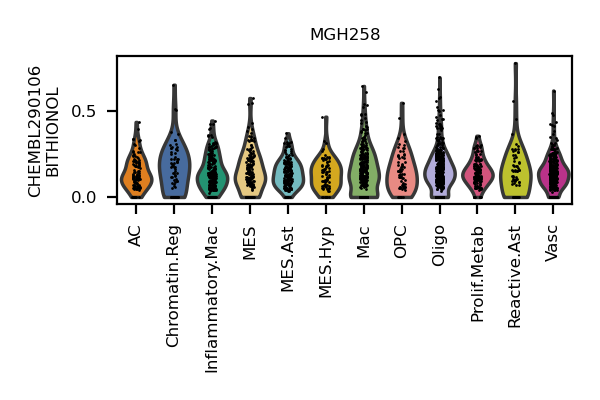 MGH258
CHEMBL290106
BITHIONOL
0.5
0.0
AC
Chromatin.Reg
Inflammatory.Mac
MES
MES.Ast
MES.Hyp
Mac
OPC
Oligo
Prolif.Metab
Reactive.Ast
Vasc